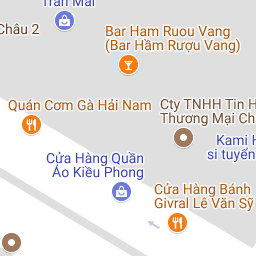 Trần Mai
Châu 2
Bar Ham Ruou Vang
(Bar Hầm Rượu Vang)
Quán Cơm Gà Hải Nam
Cty TNHH Tin H
Thương Mại Ch
Kami H
si tuyển
Cửa Hàng Quần
Áo Kiều Phong
Cửa Hàng Bánh
Givral Lê Văn Sỹ